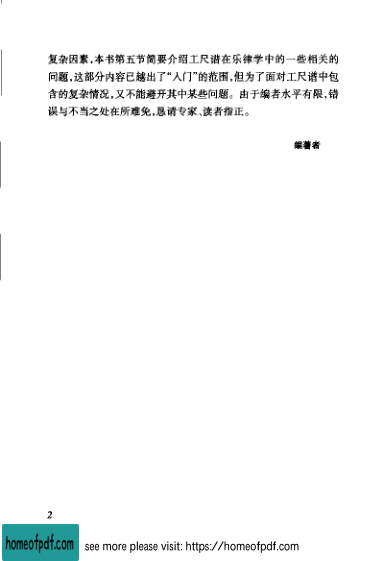 复杂因素,本书第五节简要介绍工尺谱在乐律学中的一些相关的
问题,这部分内容已越出了“入门”的范围,但为了面对工尺谱中包
含的复杂情况,又不能避开其中某些问题。由于编者水平有限,错
误与不当之处在所难免,恳请专家、读者指正。
编著者
2
homeofpdf.com
see more please visit: https://homeofpdf.com